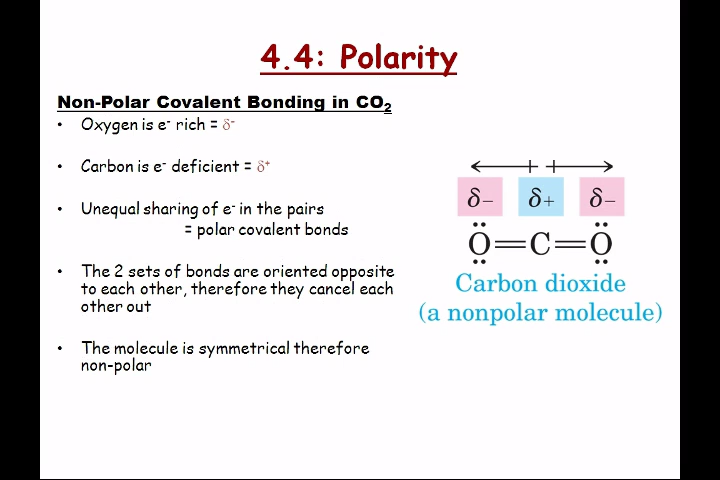 4.4: Polarity
Non-Polar Covalent Bonding in CO₂
• Oxygen is e⁻ rich = δ⁻
• Carbon is e⁻ deficient = δ⁺
• Unequal sharing of e⁻ in the pairs
= polar covalent bonds
• The 2 sets of bonds are oriented opposite
to each other, therefore they cancel each
other out
• The molecule is symmetrical therefore
non-polar
δ− δ+ δ−
O=C=O
Carbon dioxide
(a nonpolar molecule)